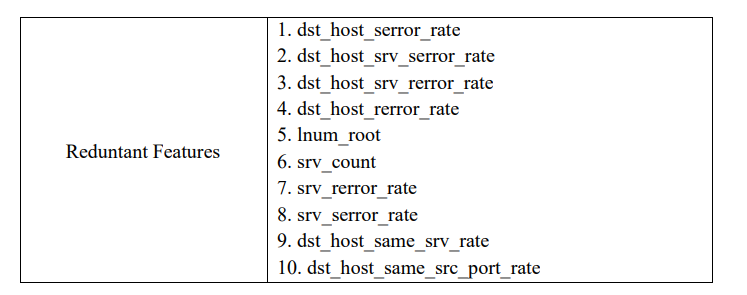 Reduntant Features
1. dst_host_serror_rate
2. dst_host_srv_serror_rate
3. dst_host_srv_rerror_rate
4. dst_host_rerror_rate
5. lnum_root
6. srv_count
7. srv_rerror_rate
8. srv_serror_rate
9. dst_host_same_srv_rate
10. dst_host_same_src_port_rate